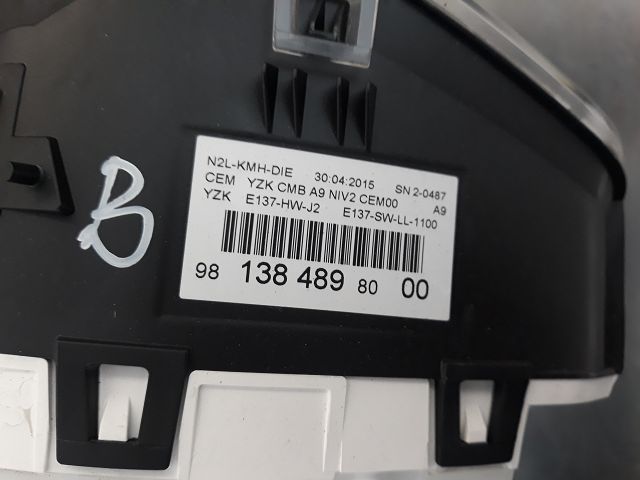 N2L-KMH-DIE 30:04:2015 SN 2-0487
CEM YZK CMB A9 NIV2 CEM00 A9
YZK E137-HW-J2 E137-SW-LL-1100
98 138 489 80 00
B